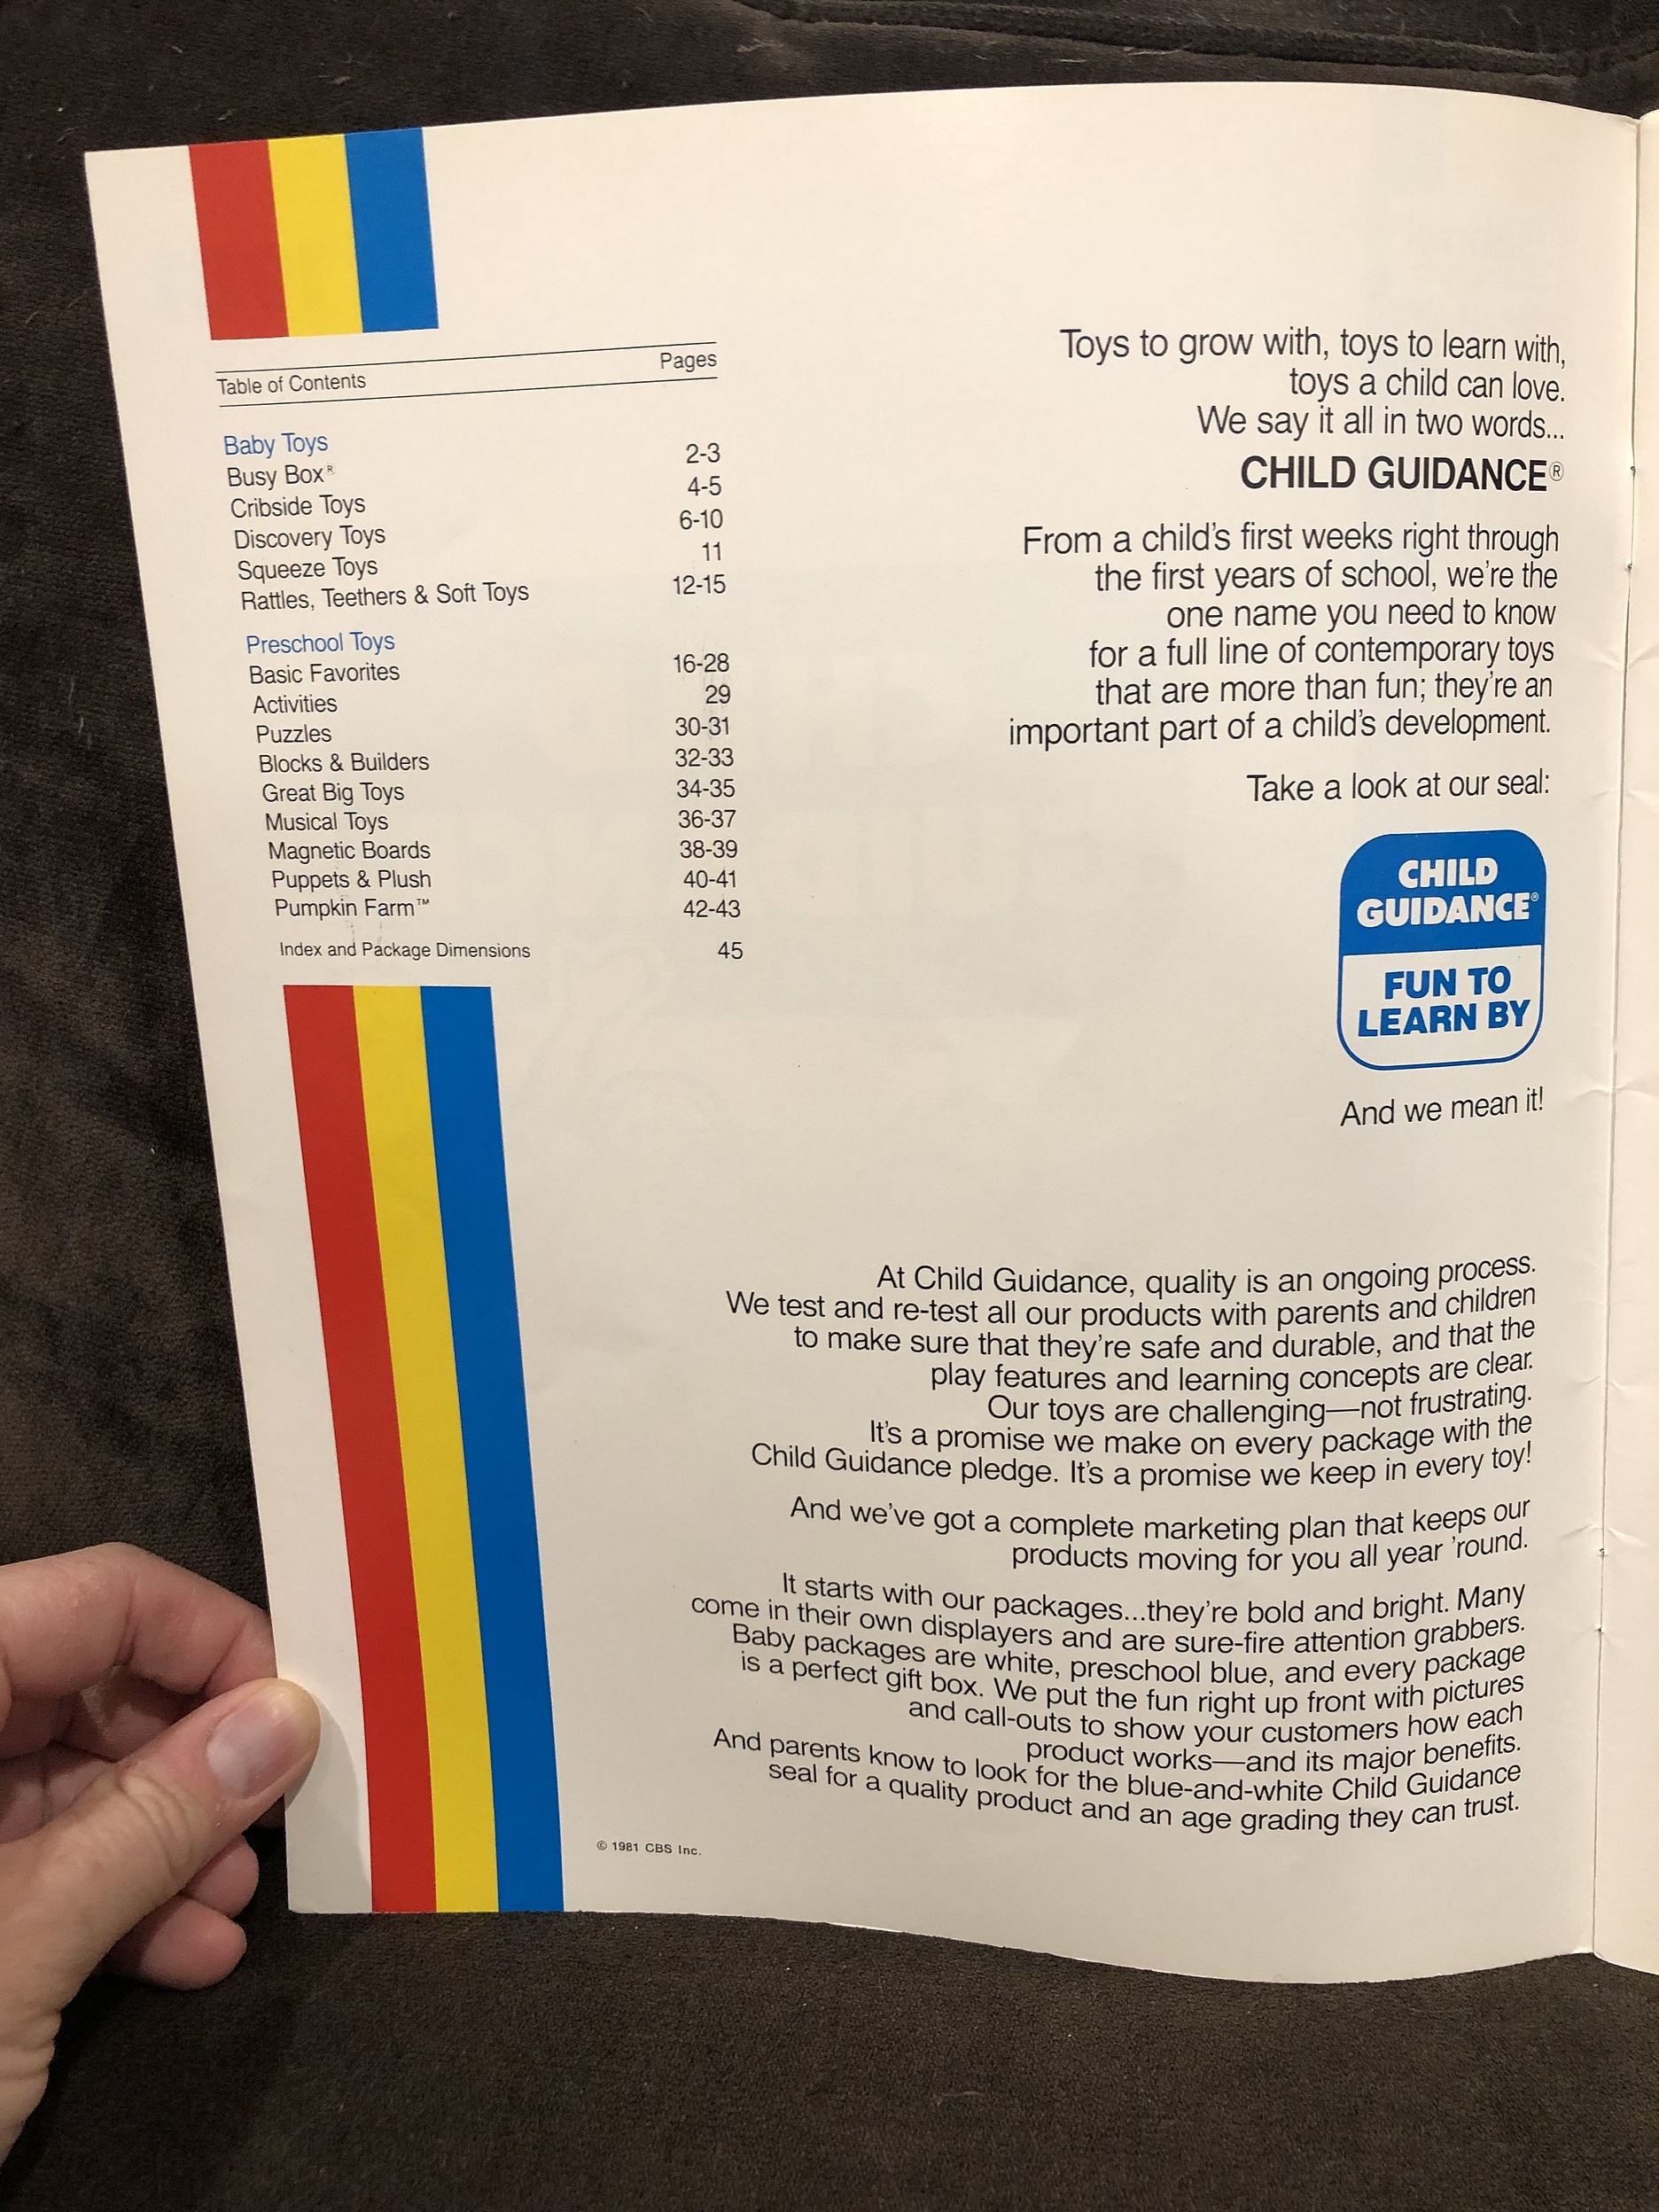 Table of Contents Pages
Baby Toys
Busy Box® 2-3
Cribside Toys 4-5
Discovery Toys 6-10
Squeeze Toys 11
Rattles, Teethers & Soft Toys 12-15
Preschool Toys
Basic Favorites 16-28
Activities 29
Puzzles 30-31
Blocks & Builders 32-33
Great Big Toys 34-35
Musical Toys 36-37
Magnetic Boards 38-39
Puppets & Plush 40-41
Pumpkin Farm™ 42-43
Index and Package Dimensions 45
Toys to grow with, toys to learn with,
toys a child can love.
We say it all in two words...
CHILD GUIDANCE®
From a child's first weeks right through
the first years of school, we're the
one name you need to know
for a full line of contemporary toys
that are more than fun; they're an
important part of a child's development.
Take a look at our seal:
CHILD
GUIDANCE®
FUN TO
LEARN BY
And we mean it!
At Child Guidance, quality is an ongoing process.
We test and re-test all our products with parents and children
to make sure that they're safe and durable, and that the
play features and learning concepts are clear.
Our toys are challenging—not frustrating.
It's a promise we make on every package with the
Child Guidance pledge. It's a promise we keep in every toy!
And we've got a complete marketing plan that keeps our
products moving for you all year 'round.
It starts with our packages...they're bold and bright. Many
come in their own displayers and are sure-fire attention grabbers.
Baby packages are white, preschool blue, and every package
is a perfect gift box. We put the fun right up front with pictures
and call-outs to show your customers how each
product works—and its major benefits.
And parents know to look for the blue-and-white Child Guidance
seal for a quality product and an age grading they can trust.
© 1981 CBS Inc.